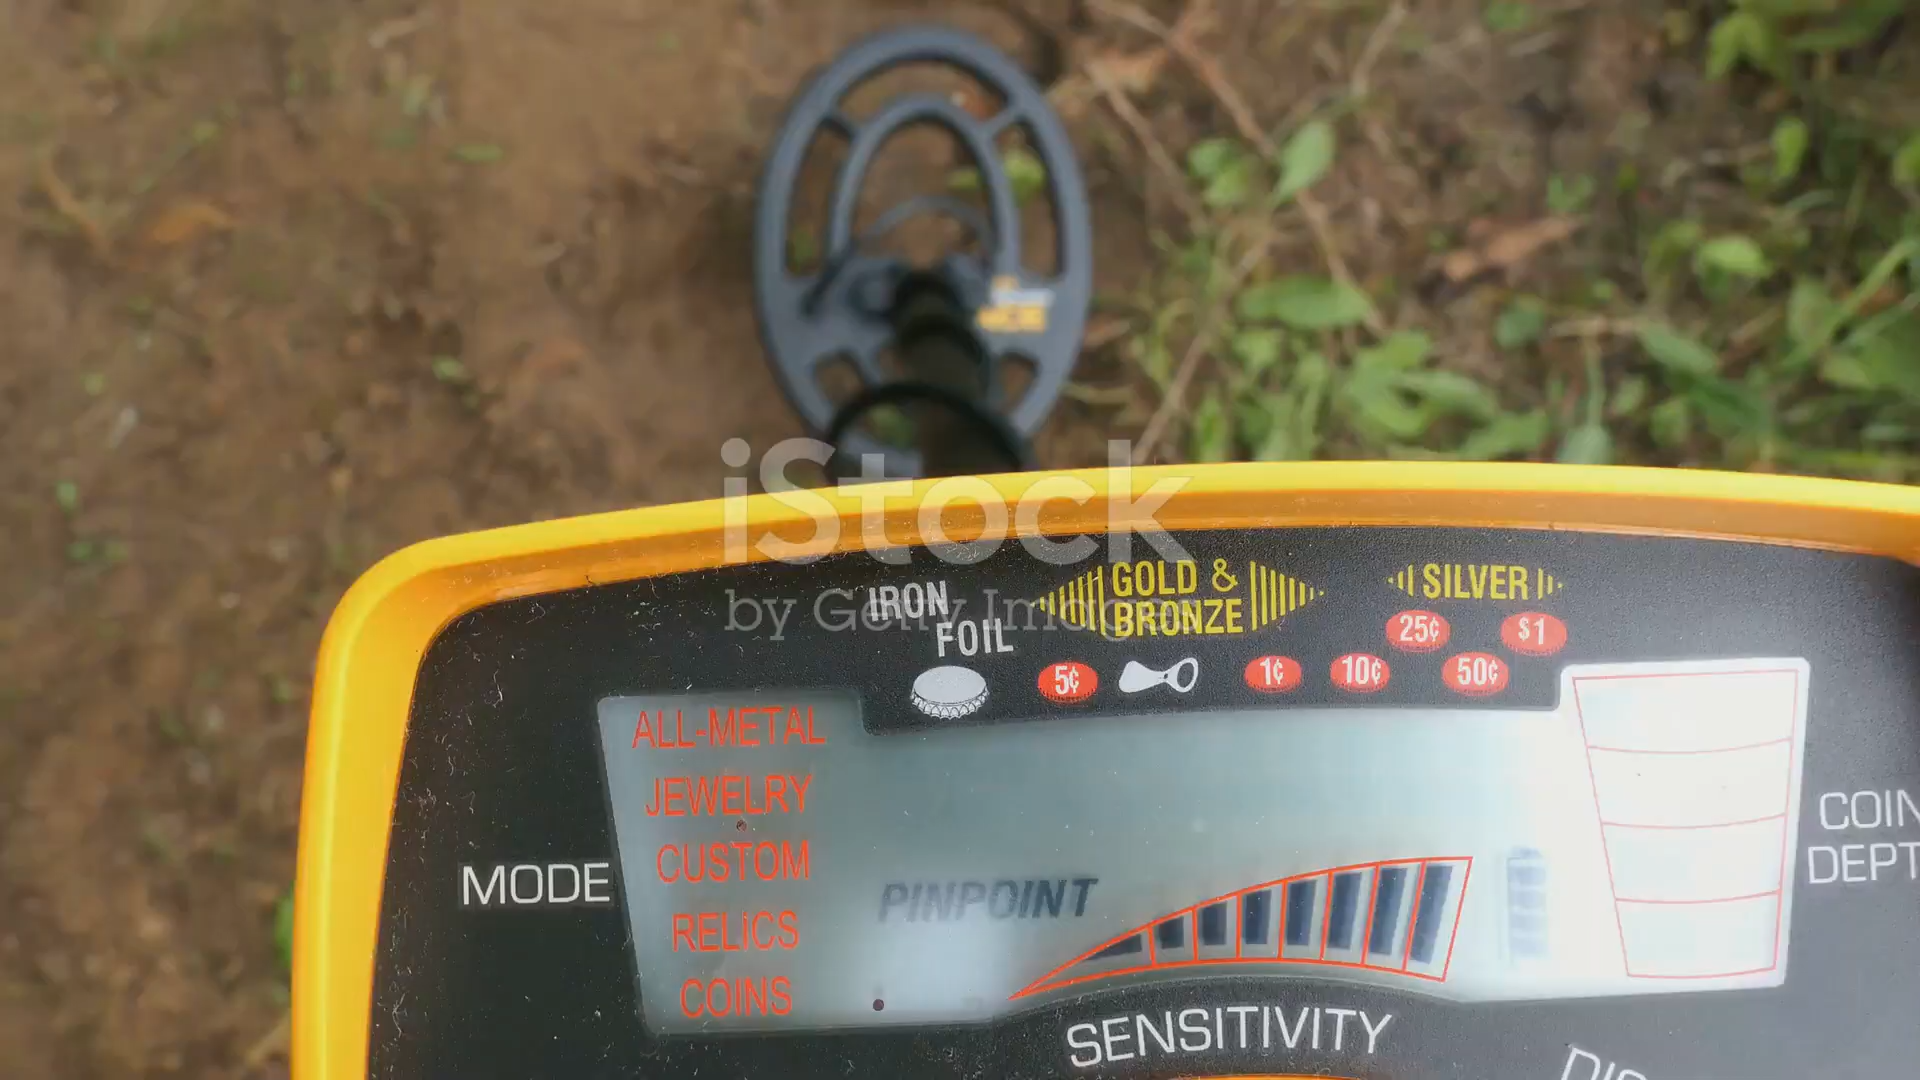 iStock
by Getty Images
IRON
FOIL
GOLD &
BRONZE
SILVER
25¢
$1
5¢
1¢
10¢
50¢
ALL-METAL
JEWELRY
CUSTOM
RELICS
COINS
MODE
PINPOINT
SENSITIVITY
COIN
DEPT
DIS